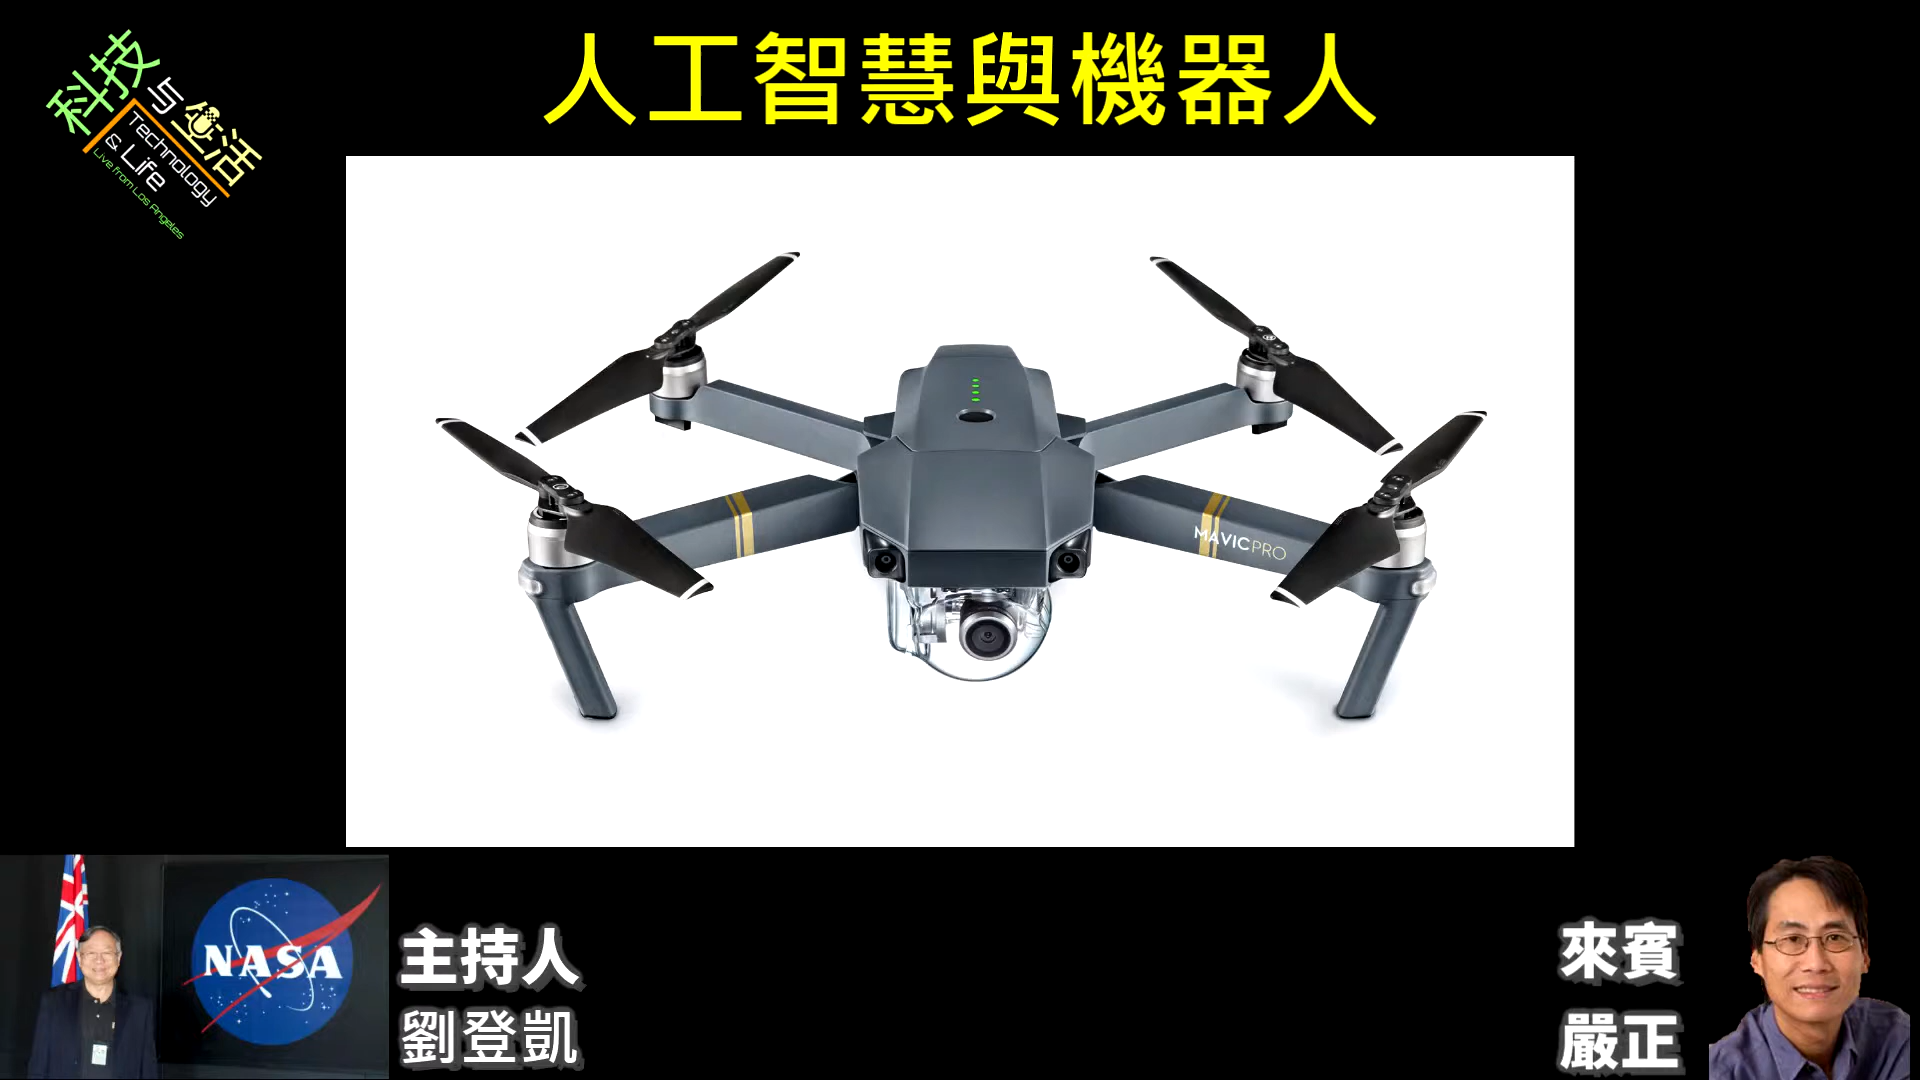 人工智慧與機器人
科技与生活
Technology
& Life
Live from Los Angeles
MAVIC PRO
NASA
主持人
劉登凱
來賓
嚴正